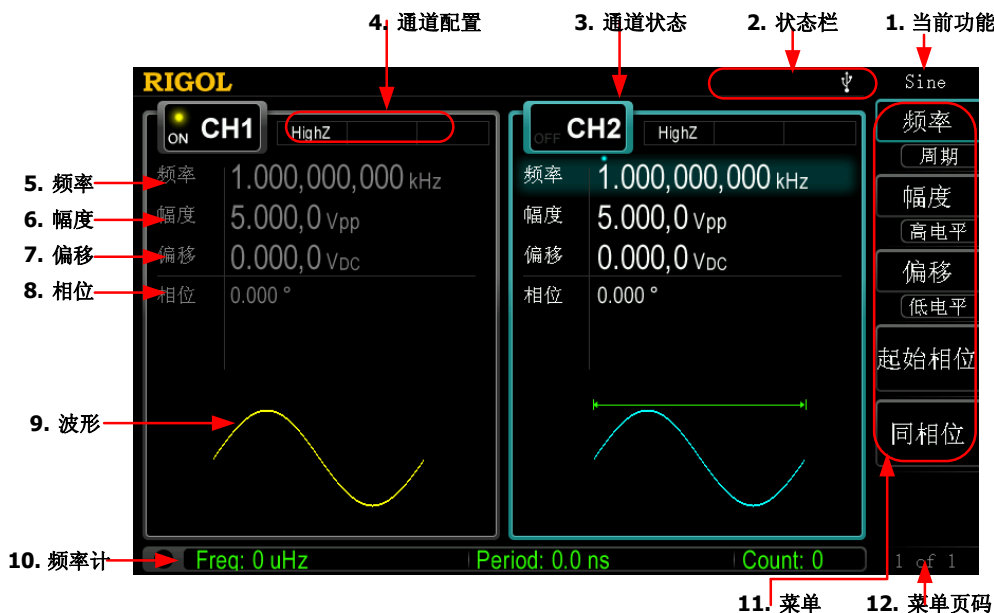 4. 通道配置
3. 通道状态
2. 状态栏
1. 当前功能
RIGOL
Sine
ON CH1 HighZ
OFF CH2 HighZ
频率 1.000,000,000 kHz
幅度 5.000,0 Vpp
偏移 0.000,0 VDC
相位 0.000 °
频率 1.000,000,000 kHz
幅度 5.000,0 Vpp
偏移 0.000,0 VDC
相位 0.000 °
频率
周期
幅度
高电平
偏移
低电平
起始相位
同相位
5. 频率
6. 幅度
7. 偏移
8. 相位
9. 波形
10. 频率计
Freq: 0 uHz Period: 0.0 ns Count: 0
1 of 1
11. 菜单
12. 菜单页码